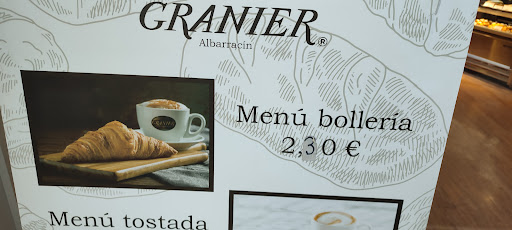 GRANIER®
Albarracín
Menú bollería
2,30 €
Menú tostada